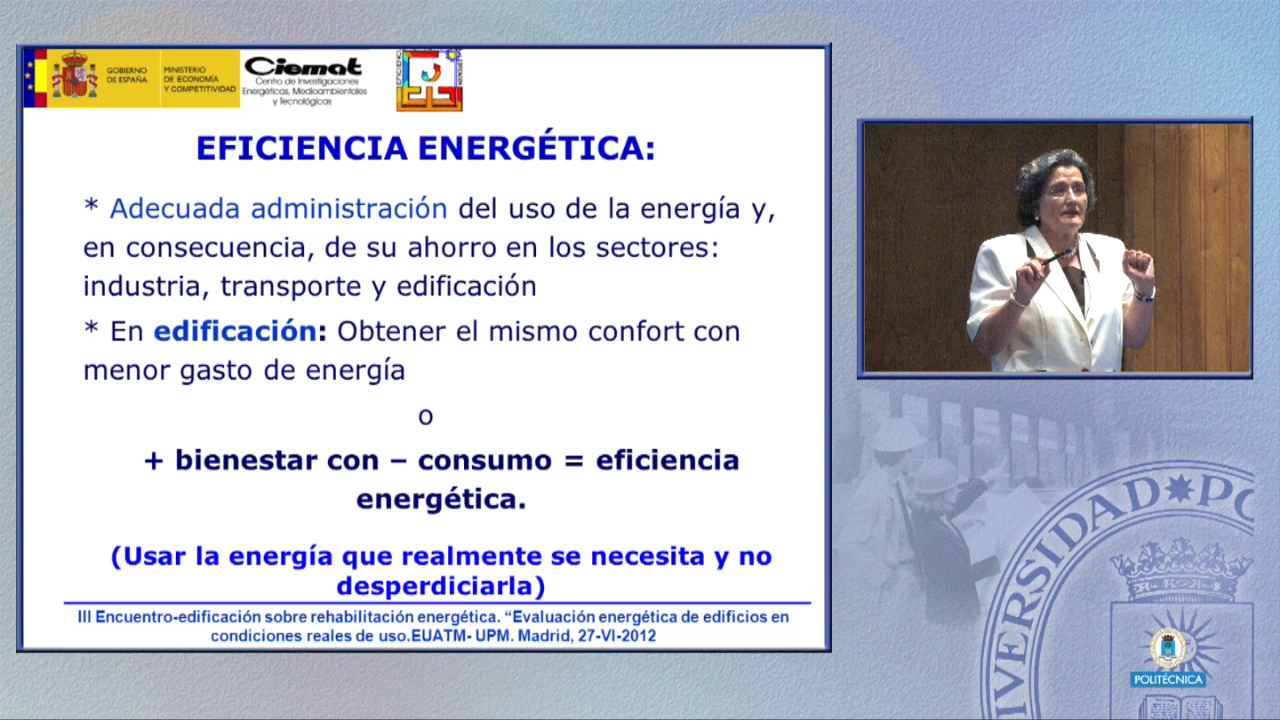 GOBIERNO
DE ESPAÑA
MINISTERIO
DE ECONOMÍA
Y COMPETITIVIDAD
Ciemat
Centro de Investigaciones
Energéticas, Medioambientales
y Tecnológicas
EFICIENCIA ENERGÉTICA:
* Adecuada administración del uso de la energía y,
en consecuencia, de su ahorro en los sectores:
industria, transporte y edificación
* En edificación: Obtener el mismo confort con
menor gasto de energía
o
+ bienestar con – consumo = eficiencia
energética.
(Usar la energía que realmente se necesita y no
desperdiciarla)
III Encuentro-edificación sobre rehabilitación energética. “Evaluación energética de edificios en
condiciones reales de uso.EUATM- UPM. Madrid, 27-VI-2012
POLITÉCNICA